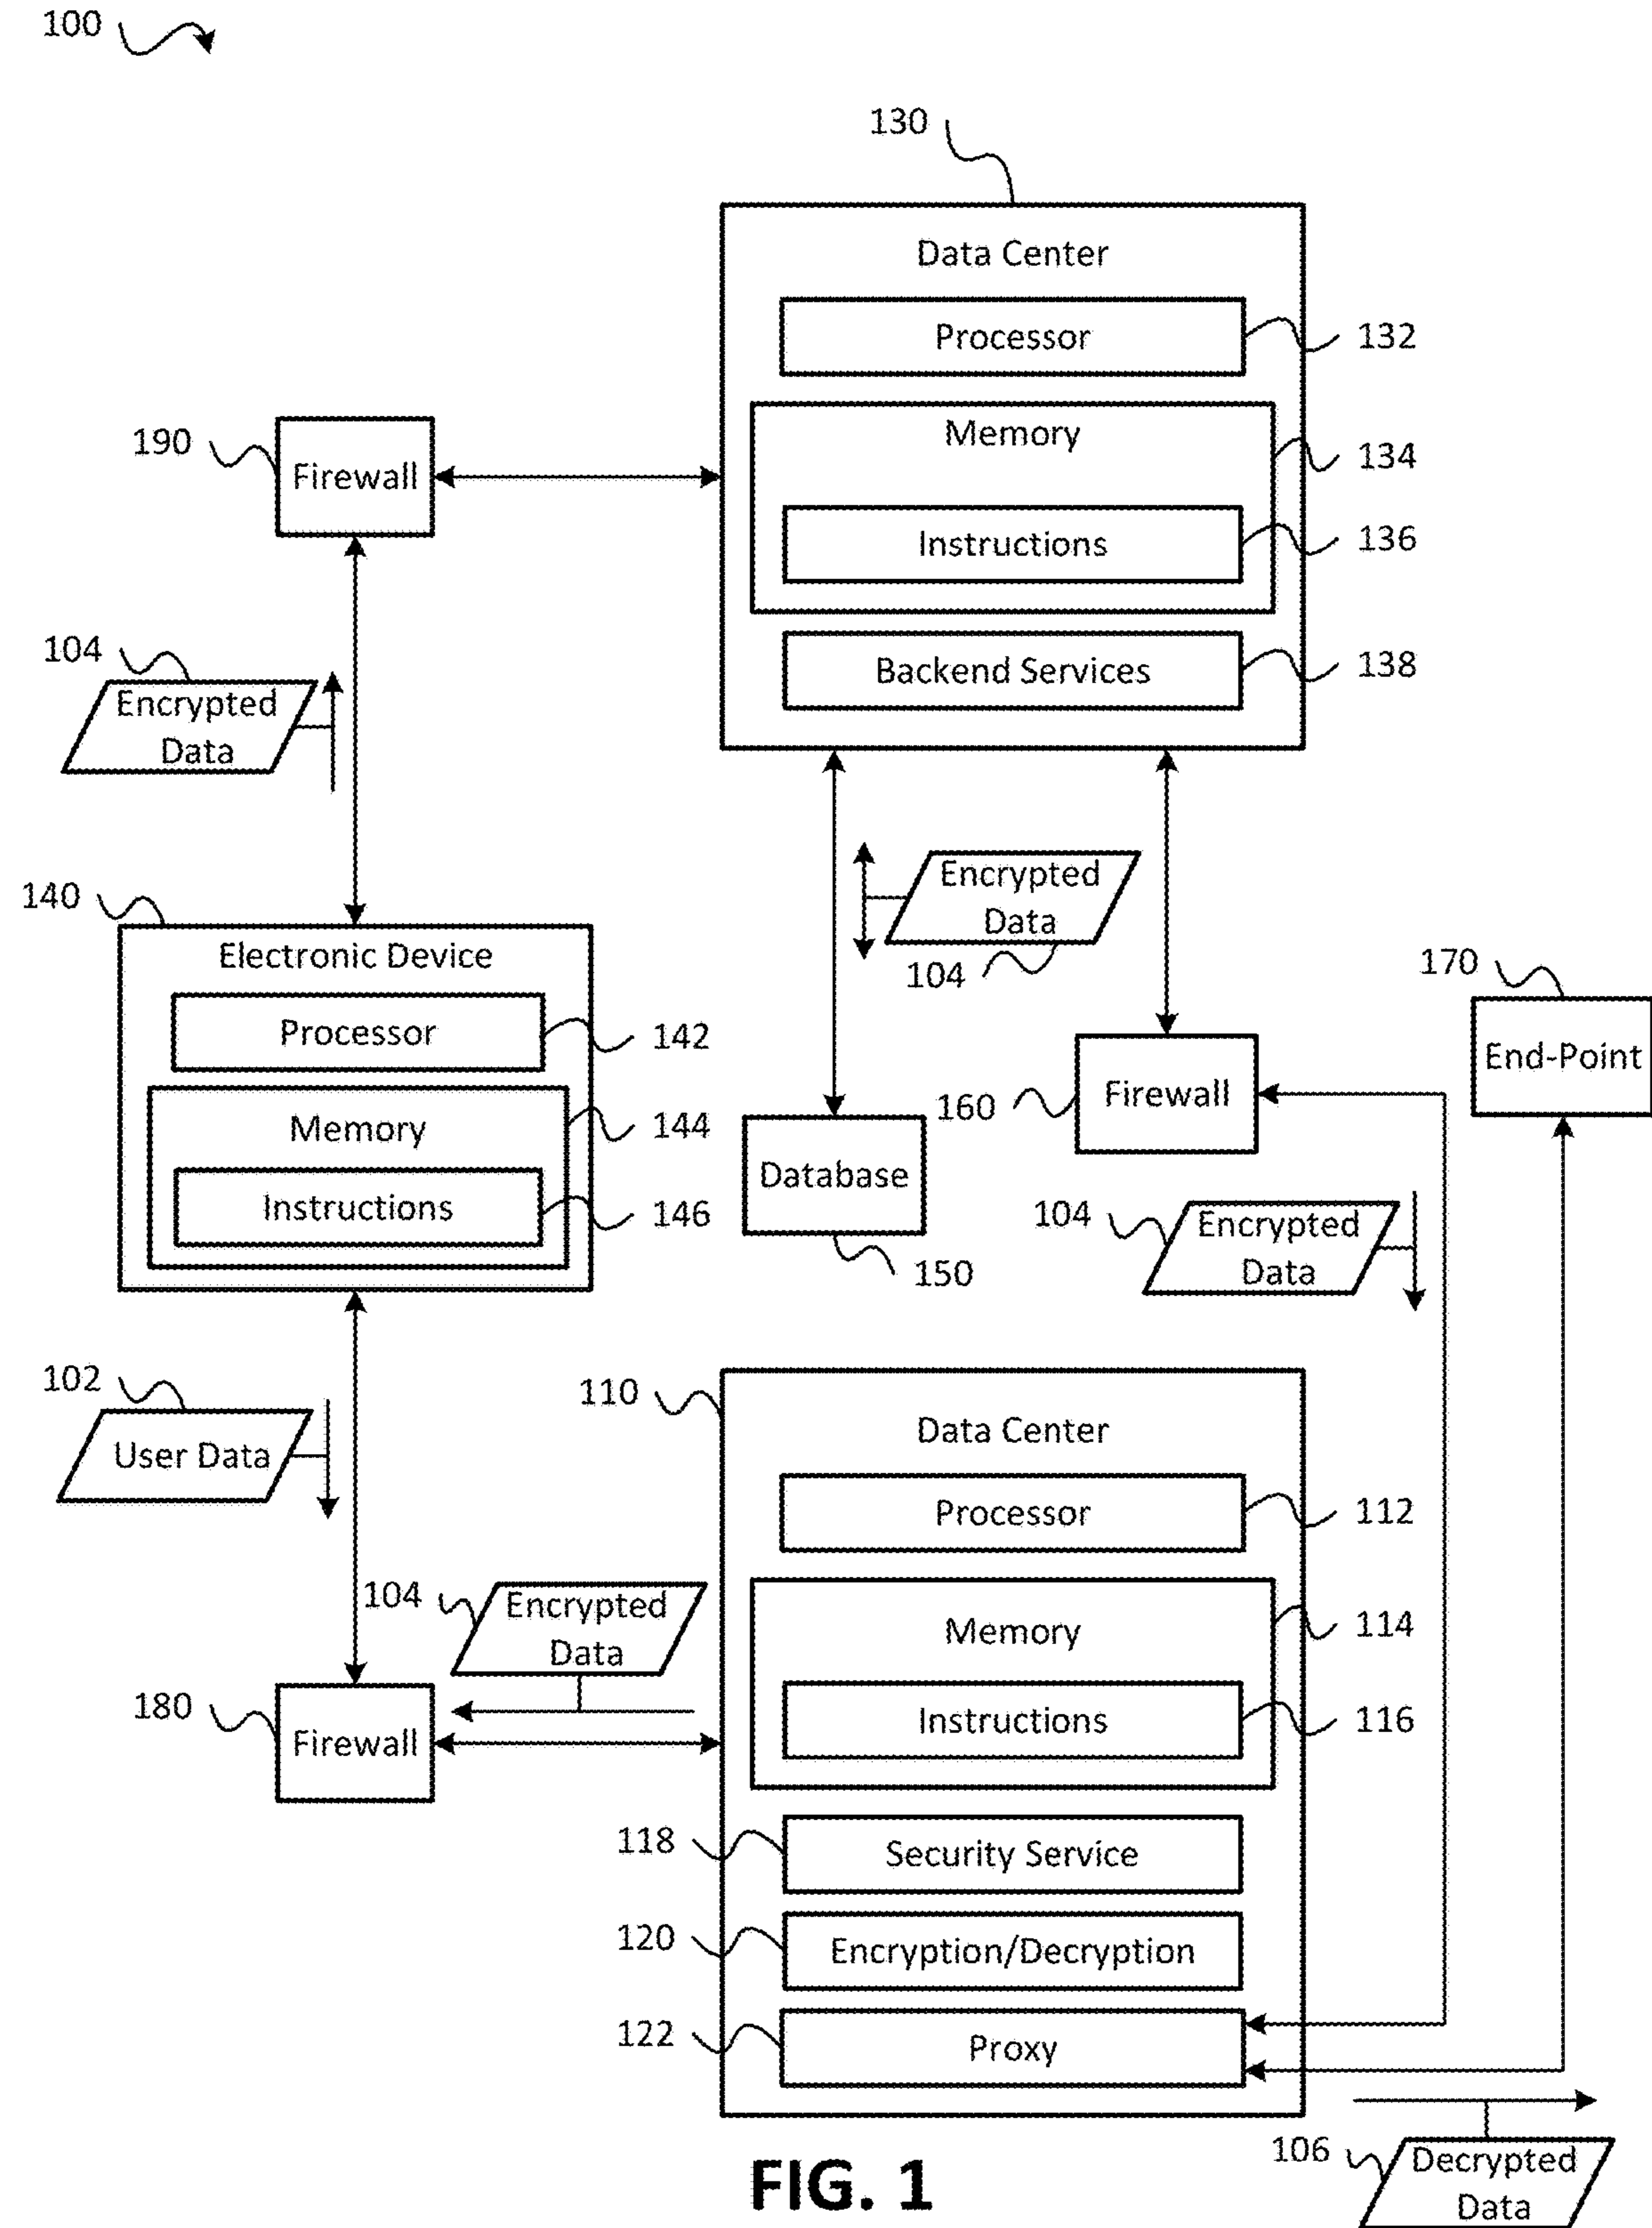 100
130
Data Center
Processor
132
Memory
134
Instructions
136
Backend Services
138
190
Firewall
104
Encrypted
Data
140
Electronic Device
Processor
142
Memory
144
Instructions
146
Encrypted
Data
104
Database
150
160
Firewall
170
End-Point
104
Encrypted
Data
102
User Data
110
Data Center
Processor
112
Memory
114
Instructions
116
104
Encrypted
Data
180
Firewall
118
Security Service
120
Encryption/Decryption
122
Proxy
106
Decrypted
Data
FIG. 1